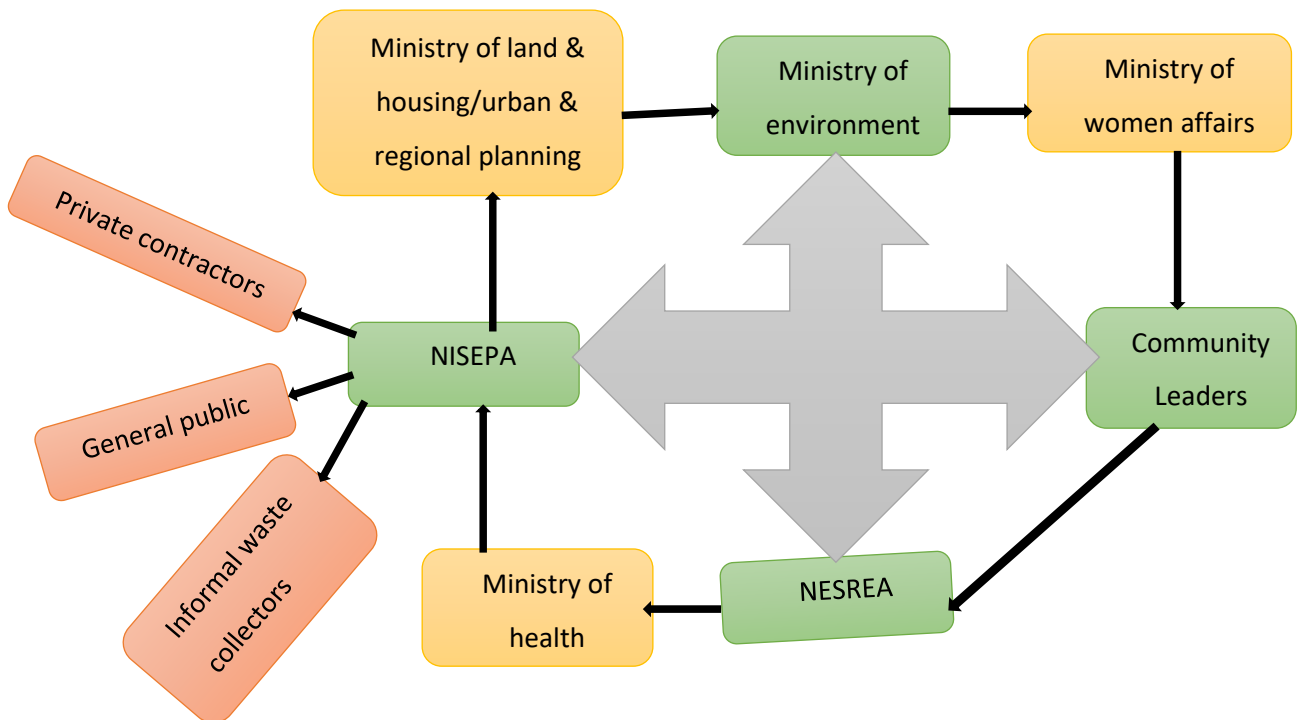 Ministry of land &
housing/urban &
regional planning
Ministry of
environment
Ministry of
women affairs
Private contractors
NISEPA
Community
Leaders
General public
Informal waste
collectors
Ministry of
health
NESREA